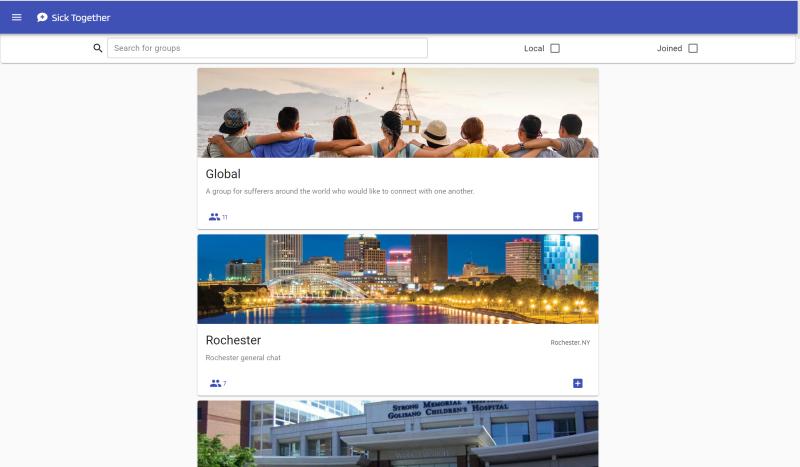 Sick Together
Search for groups
Local
Joined
Global
A group for sufferers around the world who would like to connect with one another.
11
Rochester
Rochester, NY
Rochester general chat
7
STRONG MEMORIAL HOSPITAL
GOLISANO CHILDREN'S HOSPITAL